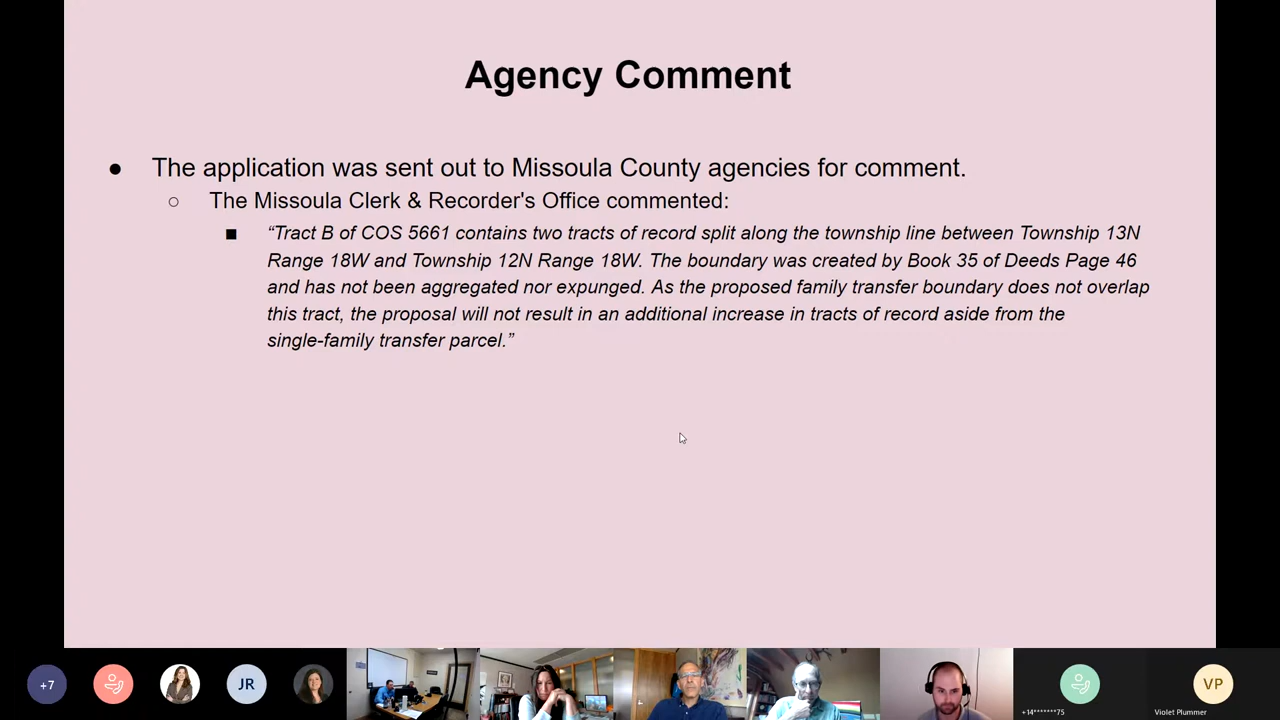 Agency Comment
● The application was sent out to Missoula County agencies for comment.
○ The Missoula Clerk & Recorder's Office commented:
■ “Tract B of COS 5661 contains two tracts of record split along the township line between Township 13N
Range 18W and Township 12N Range 18W. The boundary was created by Book 35 of Deeds Page 46
and has not been aggregated nor expunged. As the proposed family transfer boundary does not overlap
this tract, the proposal will not result in an additional increase in tracts of record aside from the
single-family transfer parcel.”
+7
JR
VP
+14*******75
Violet Plummer